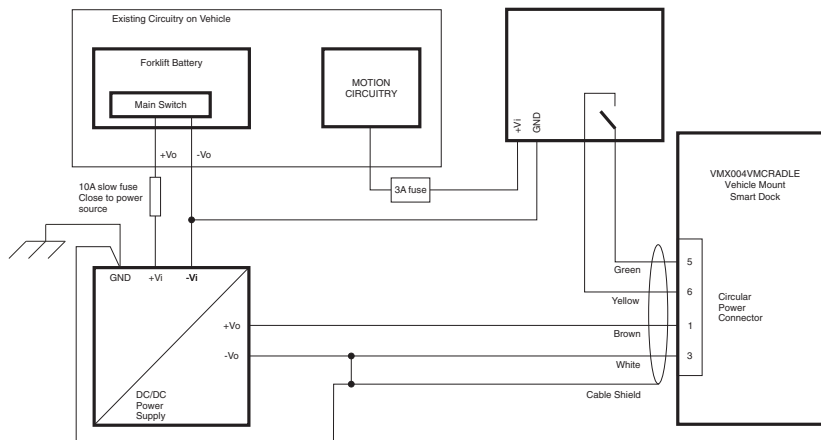 Existing Circuitry on Vehicle
Forklift Battery
Main Switch
MOTION
CIRCUITRY
+Vo
-Vo
+Vi
GND
10A slow fuse
Close to power
source
3A fuse
VMX004VMCRADLE
Vehicle Mount
Smart Dock
GND
+Vi
-Vi
Green
5
Yellow
6
Circular
Power
Connector
+Vo
Brown
1
-Vo
White
3
Cable Shield
DC/DC
Power
Supply